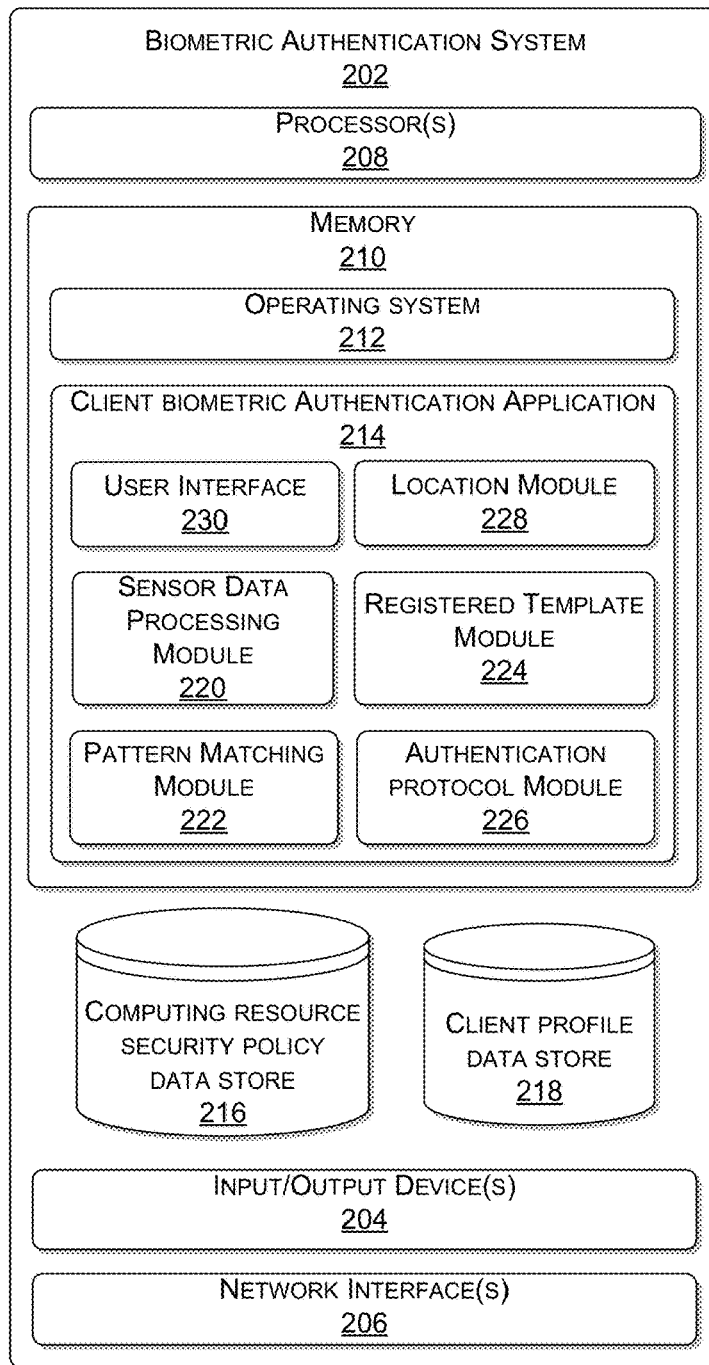 BIOMETRIC AUTHENTICATION SYSTEM
202
PROCESSOR(S)
208
MEMORY
210
OPERATING SYSTEM
212
CLIENT BIOMETRIC AUTHENTICATION APPLICATION
214
USER INTERFACE
230
LOCATION MODULE
228
SENSOR DATA
PROCESSING
MODULE
220
REGISTERED TEMPLATE
MODULE
224
PATTERN MATCHING
MODULE
222
AUTHENTICATION
PROTOCOL MODULE
226
COMPUTING RESOURCE
SECURITY POLICY
DATA STORE
216
CLIENT PROFILE
DATA STORE
218
INPUT/OUTPUT DEVICE(S)
204
NETWORK INTERFACE(S)
206